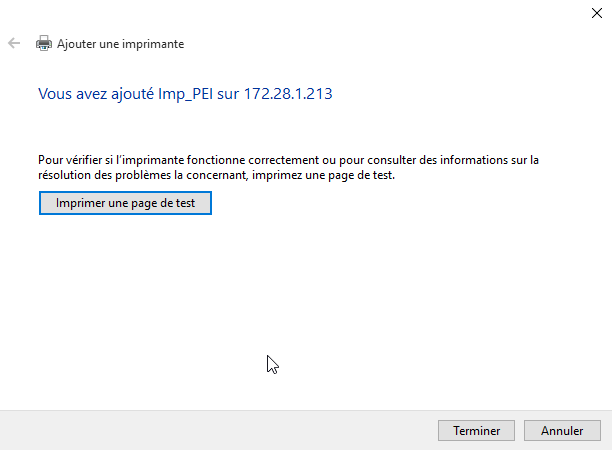 Ajouter une imprimante
Vous avez ajouté Imp_PEI sur 172.28.1.213
Pour vérifier si l'imprimante fonctionne correctement ou pour consulter des informations sur la
résolution des problèmes la concernant, imprimez une page de test.
Imprimer une page de test
Terminer
Annuler